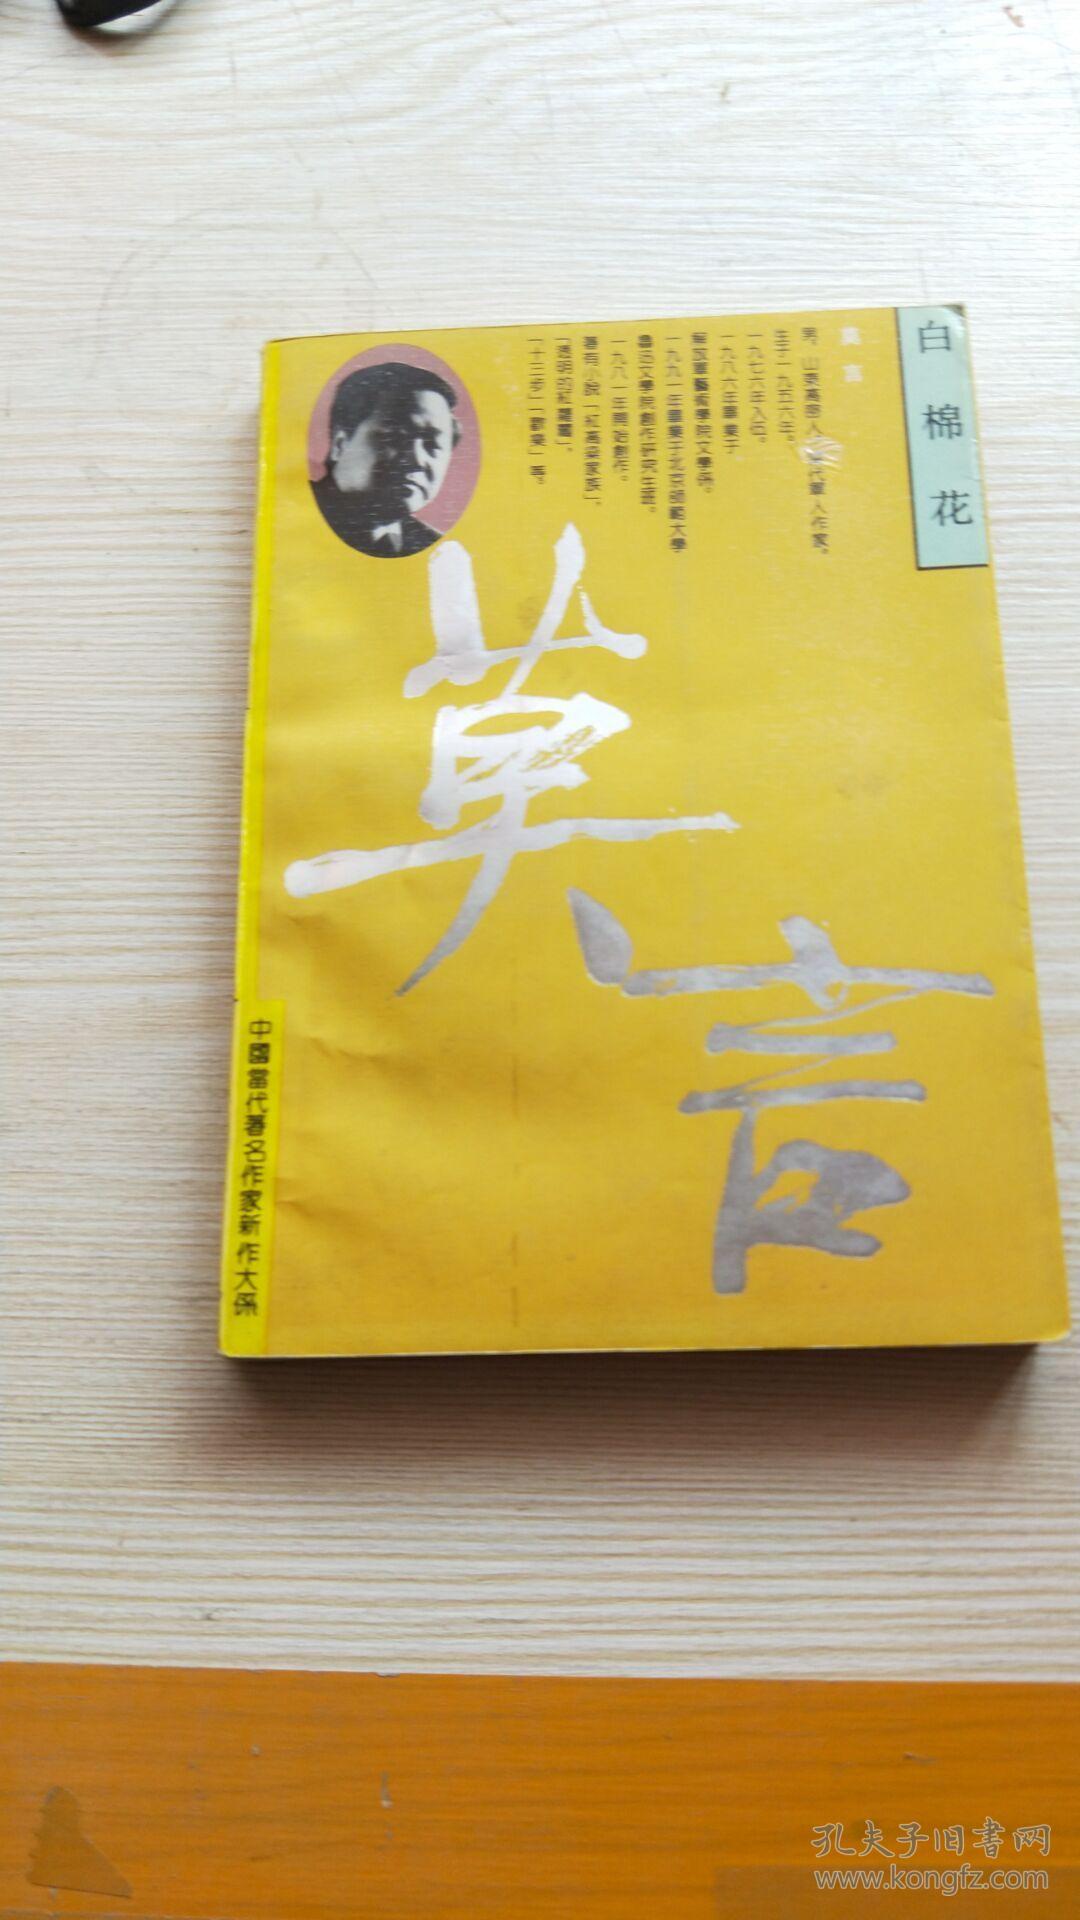 白棉花
莫言
男，山東高密人，當代軍人作家。
生于一九五六年。
一九七六年入伍。
一九八六年畢業于
解放軍藝術學院文學係。
一九九一年畢業于北京師範大學
魯迅文學院創作研究生班。
一九八一年開始創作。
著有小說「紅高粱家族」、
「透明的紅蘿蔔」、
「十三步」「歡樂」等。
莫言
中國當代著名作家新作大係
孔夫子旧书网
www.kongfz.com